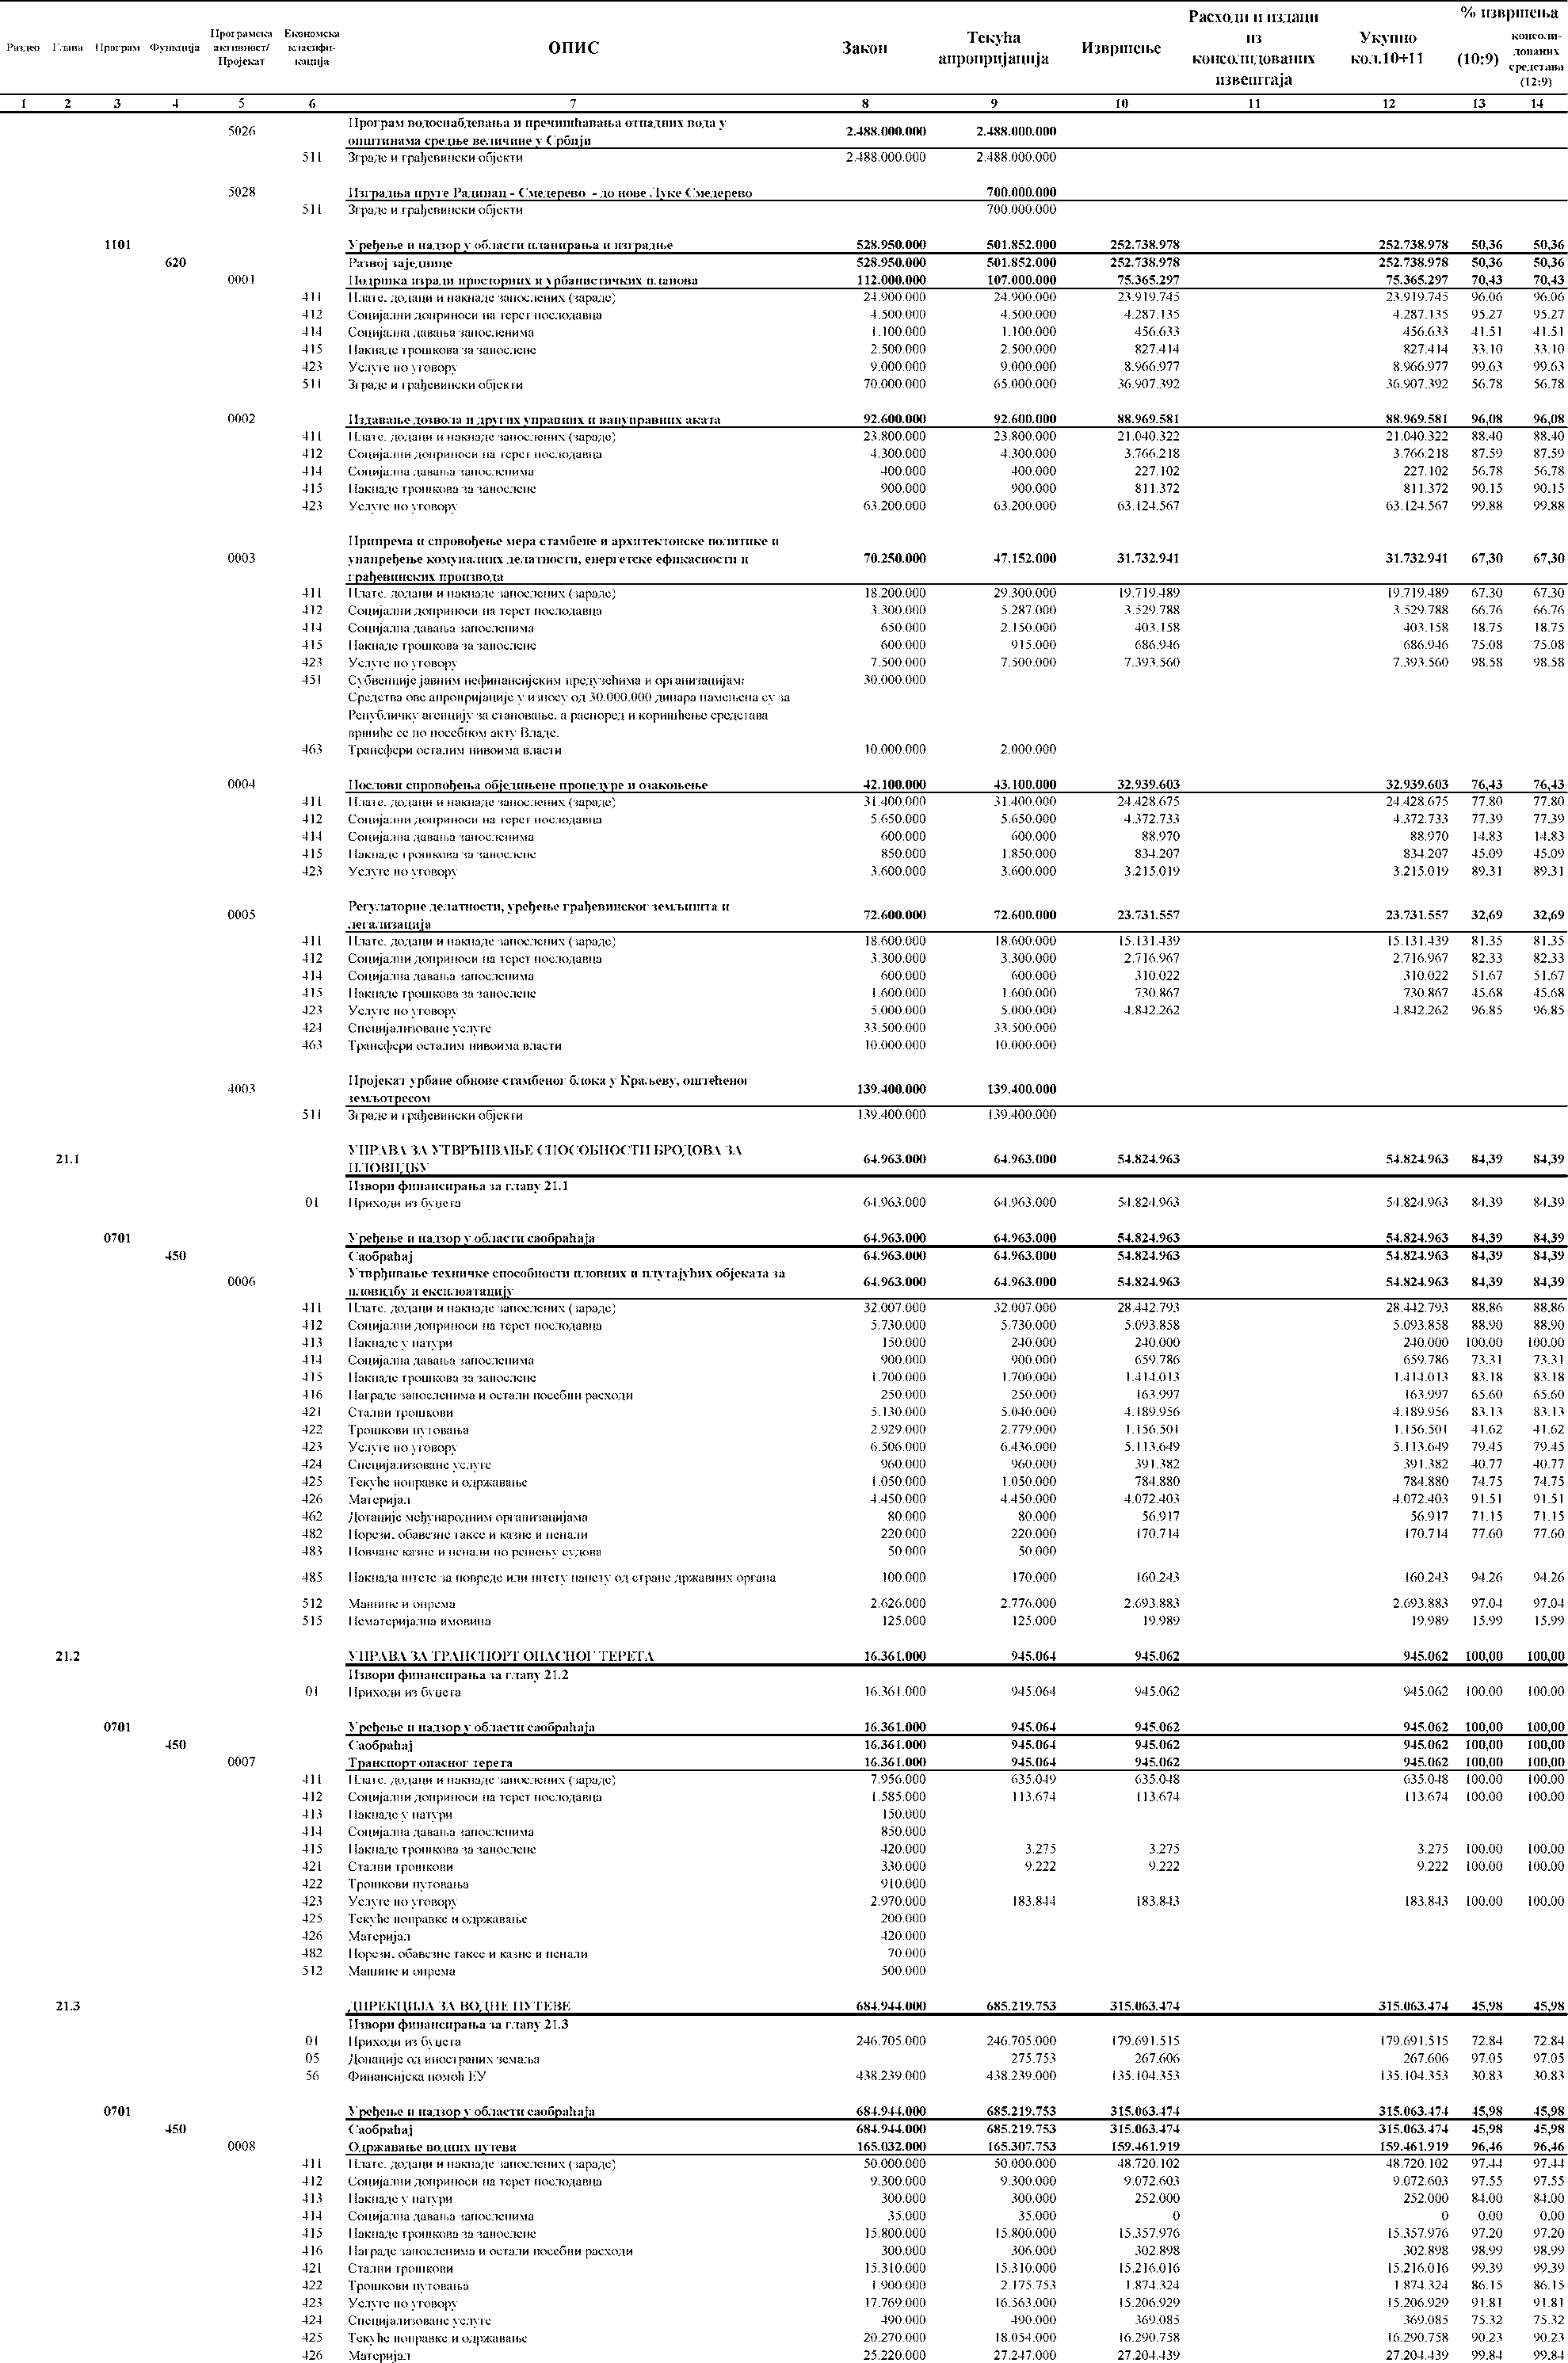 Раздео Глава Програм Функција Програмска активност/ Пројекат Економска класифи- кација ОПИС Закон Текућа апропријација Извршење Расходи и издаци из консолидованих извештаја Укупно кол.10+11 % извршења (10:9) консоли- дованих средстава (12:9)
1 2 3 4 5 6 7 8 9 10 11 12 13 14
5026 Програм водоснабдевања и пречишћавања отпадних вода у општинама средње величине у Србији 2.488.000.000 2.488.000.000
511 Зграде и грађевински објекти 2.488.000.000 2.488.000.000
5028 Изградња пруге Радинац - Смедерево - до нове Луке Смедерево 700.000.000
511 Зграде и грађевински објекти 700.000.000
1101 Уређење и надзор у области планирања и изградње 528.950.000 501.852.000 252.738.978 252.738.978 50,36 50,36
620 Развој заједнице 528.950.000 501.852.000 252.738.978 252.738.978 50,36 50,36
0001 Подршка изради просторних и урбанистичких планова 112.000.000 107.000.000 75.365.297 75.365.297 70,43 70,43
411 Плате, додаци и накнаде запослених (зараде) 24.900.000 24.900.000 23.919.745 23.919.745 96,06 96,06
412 Социјални доприноси на терет послодавца 4.500.000 4.500.000 4.287.135 4.287.135 95,27 95,27
414 Социјална давања запосленима 1.100.000 1.100.000 456.633 456.633 41,51 41,51
415 Накнаде трошкова за запослене 2.500.000 2.500.000 827.414 827.414 33,10 33,10
423 Услуге по уговору 9.000.000 9.000.000 8.966.977 8.966.977 99,63 99,63
511 Зграде и грађевински објекти 70.000.000 65.000.000 36.907.392 36.907.392 56,78 56,78
0002 Издавање дозвола и других управних и вануправних аката 92.600.000 92.600.000 88.969.581 88.969.581 96,08 96,08
411 Плате, додаци и накнаде запослених (зараде) 23.800.000 23.800.000 21.040.322 21.040.322 88,40 88,40
412 Социјални доприноси на терет послодавца 4.300.000 4.300.000 3.766.218 3.766.218 87,59 87,59
414 Социјална давања запосленима 400.000 400.000 227.102 227.102 56,78 56,78
415 Накнаде трошкова за запослене 900.000 900.000 811.372 811.372 90,15 90,15
423 Услуге по уговору 63.200.000 63.200.000 63.124.567 63.124.567 99,88 99,88
0003 Припрема и спровођење мера стамбене и архитектонске политике и унапређење комуналних делатности, енергетске ефикасности и грађевинских производа 70.250.000 47.152.000 31.732.941 31.732.941 67,30 67,30
411 Плате, додаци и накнаде запослених (зараде) 18.200.000 29.300.000 19.719.489 19.719.489 67,30 67,30
412 Социјални доприноси на терет послодавца 3.300.000 5.287.000 3.529.788 3.529.788 66,76 66,76
414 Социјална давања запосленима 650.000 2.150.000 403.158 403.158 18,75 18,75
415 Накнаде трошкова за запослене 600.000 915.000 686.946 686.946 75,08 75,08
423 Услуге по уговору 7.500.000 7.500.000 7.393.560 7.393.560 98,58 98,58
451 Субвенције јавним нефинансијским предузећима и организацијам: 30.000.000
Средства ове апропријације у износу од 30.000.000 динара намењена су за
Републичку агенцију за становање, а распоред и коришћење средстава
вршиће се по посебном акту Владе.
463 Трансфери осталим нивоима власти 10.000.000 2.000.000
0004 Послови спровођења обједињене процедуре и озакоњење 42.100.000 43.100.000 32.939.603 32.939.603 76,43 76,43
411 Плате, додаци и накнаде запослених (зараде) 31.400.000 31.400.000 24.428.675 24.428.675 77,80 77,80
412 Социјални доприноси на терет послодавца 5.650.000 5.650.000 4.372.733 4.372.733 77,39 77,39
414 Социјална давања запосленима 600.000 600.000 88.970 88.970 14,83 14,83
415 Накнаде трошкова за запослене 850.000 1.850.000 834.207 834.207 45,09 45,09
423 Услуге по уговору 3.600.000 3.600.000 3.215.019 3.215.019 89,31 89,31
0005 Регулаторне делатности, уређење грађевинског земљишта и легализација 72.600.000 72.600.000 23.731.557 23.731.557 32,69 32,69
411 Плате, додаци и накнаде запослених (зараде) 18.600.000 18.600.000 15.131.439 15.131.439 81,35 81,35
412 Социјални доприноси на терет послодавца 3.300.000 3.300.000 2.716.967 2.716.967 82,33 82,33
414 Социјална давања запосленима 600.000 600.000 310.022 310.022 51,67 51,67
415 Накнаде трошкова за запослене 1.600.000 1.600.000 730.867 730.867 45,68 45,68
423 Услуге по уговору 5.000.000 5.000.000 4.842.262 4.842.262 96,85 96,85
424 Специјализоване услуге 33.500.000 33.500.000
463 Трансфери осталим нивоима власти 10.000.000 10.000.000
4003 Пројекат урбане обнове стамбеног блока у Краљеву, оштећеног земљотресом 139.400.000 139.400.000
511 Зграде и грађевински објекти 139.400.000 139.400.000
21.1 УПРАВА ЗА УТВРЂИВАЊЕ СПОСОБНОСТИ БРОДОВА ЗА ПЛОВИДБУ 64.963.000 64.963.000 54.824.963 54.824.963 84,39 84,39
Извори финансирања за главу 21.1
01 Приходи из буџета 64.963.000 64.963.000 54.824.963 54.824.963 84,39 84,39
0701 Уређење и надзор у области саобраћаја 64.963.000 64.963.000 54.824.963 54.824.963 84,39 84,39
450 Саобраћај 64.963.000 64.963.000 54.824.963 54.824.963 84,39 84,39
0006 Утврђивање техничке способности пловних и плутајућих објеката за пловидбу и експлоатацију 64.963.000 64.963.000 54.824.963 54.824.963 84,39 84,39
411 Плате, додаци и накнаде запослених (зараде) 32.007.000 32.007.000 28.442.793 28.442.793 88,86 88,86
412 Социјални доприноси на терет послодавца 5.730.000 5.730.000 5.093.858 5.093.858 88,90 88,90
413 Накнаде у натури 150.000 240.000 240.000 240.000 100,00 100,00
414 Социјална давања запосленима 900.000 900.000 659.786 659.786 73,31 73,31
415 Накнаде трошкова за запослене 1.700.000 1.700.000 1.414.013 1.414.013 83,18 83,18
416 Награде запосленима и остали посебни расходи 250.000 250.000 163.997 163.997 65,60 65,60
421 Стални трошкови 5.130.000 5.040.000 4.189.956 4.189.956 83,13 83,13
422 Трошкови путовања 2.929.000 2.779.000 1.156.501 1.156.501 41,62 41,62
423 Услуге по уговору 6.506.000 6.436.000 5.113.649 5.113.649 79,45 79,45
424 Специјализоване услуге 960.000 960.000 391.382 391.382 40,77 40,77
425 Текуће поправке и одржавање 1.050.000 1.050.000 784.880 784.880 74,75 74,75
426 Материјал 4.450.000 4.450.000 4.072.403 4.072.403 91,51 91,51
462 Дотације међународним организацијама 80.000 80.000 56.917 56.917 71,15 71,15
482 Порези, обавезне таксе и казне и пенали 220.000 220.000 170.714 170.714 77,60 77,60
483 Новчане казне и пенали по решењу судова 50.000 50.000
485 Накнада штете за повреде или штету нанету од стране државних органа 100.000 170.000 160.243 160.243 94,26 94,26
512 Машине и опрема 2.626.000 2.776.000 2.693.883 2.693.883 97,04 97,04
515 Нематеријална имовина 125.000 125.000 19.989 19.989 15,99 15,99
21.2 УПРАВА ЗА ТРАНСПОРТ ОПАСНОГ ТЕРЕТА 16.361.000 945.064 945.062 945.062 100,00 100,00
Извори финансирања за главу 21.2
01 Приходи из буџета 16.361.000 945.064 945.062 945.062 100,00 100,00
0701 Уређење и надзор у области саобраћаја 16.361.000 945.064 945.062 945.062 100,00 100,00
450 Саобраћај 16.361.000 945.064 945.062 945.062 100,00 100,00
0007 Транспорт опасног терета 16.361.000 945.064 945.062 945.062 100,00 100,00
411 Плате, додаци и накнаде запослених (зараде) 7.956.000 635.049 635.048 635.048 100,00 100,00
412 Социјални доприноси на терет послодавца 1.585.000 113.674 113.674 113.674 100,00 100,00
413 Накнаде у натури 150.000
414 Социјална давања запосленима 850.000
415 Накнаде трошкова за запослене 420.000 3.275 3.275 3.275 100,00 100,00
421 Стални трошкови 330.000 9.222 9.222 9.222 100,00 100,00
422 Трошкови путовања 910.000
423 Услуге по уговору 2.970.000 183.844 183.843 183.843 100,00 100,00
425 Текуће поправке и одржавање 200.000
426 Материјал 420.000
482 Порези, обавезне таксе и казне и пенали 70.000
512 Машине и опрема 500.000
21.3 ДИРЕКЦИЈА ЗА ВОДНЕ ПУТЕВЕ 684.944.000 685.219.753 315.063.474 315.063.474 45,98 45,98
Извори финансирања за главу 21.3
01 Приходи из буџета 246.705.000 246.705.000 179.691.515 179.691.515 72,84 72,84
05 Донације од иностраних земаља 275.753 267.606 267.606 97,05 97,05
56 Финансијска помоћ ЕУ 438.239.000 438.239.000 135.104.353 135.104.353 30,83 30,83
0701 Уређење и надзор у области саобраћаја 684.944.000 685.219.753 315.063.474 315.063.474 45,98 45,98
450 Саобраћај 684.944.000 685.219.753 315.063.474 315.063.474 45,98 45,98
0008 Одржавање водних путева 165.032.000 165.307.753 159.461.919 159.461.919 96,46 96,46
411 Плате, додаци и накнаде запослених (зараде) 50.000.000 50.000.000 48.720.102 48.720.102 97,44 97,44
412 Социјални доприноси на терет послодавца 9.300.000 9.300.000 9.072.603 9.072.603 97,55 97,55
413 Накнаде у натури 300.000 300.000 252.000 252.000 84,00 84,00
414 Социјална давања запосленима 35.000 35.000 0 0 0,00 0,00
415 Накнаде трошкова за запослене 15.800.000 15.800.000 15.357.976 15.357.976 97,20 97,20
416 Награде запосленима и остали посебни расходи 300.000 306.000 302.898 302.898 98,99 98,99
421 Стални трошкови 15.310.000 15.310.000 15.216.016 15.216.016 99,39 99,39
422 Трошкови путовања 1.900.000 2.175.753 1.874.324 1.874.324 86,15 86,15
423 Услуге по уговору 17.769.000 16.563.000 15.206.929 15.206.929 91,81 91,81
424 Специјализоване услуге 490.000 490.000 369.085 369.085 75,32 75,32
425 Текуће поправке и одржавање 20.270.000 18.054.000 16.290.758 16.290.758 90,23 90,23
426 Материјал 25.220.000 27.247.000 27.204.439 27.204.439 99,84 99,84